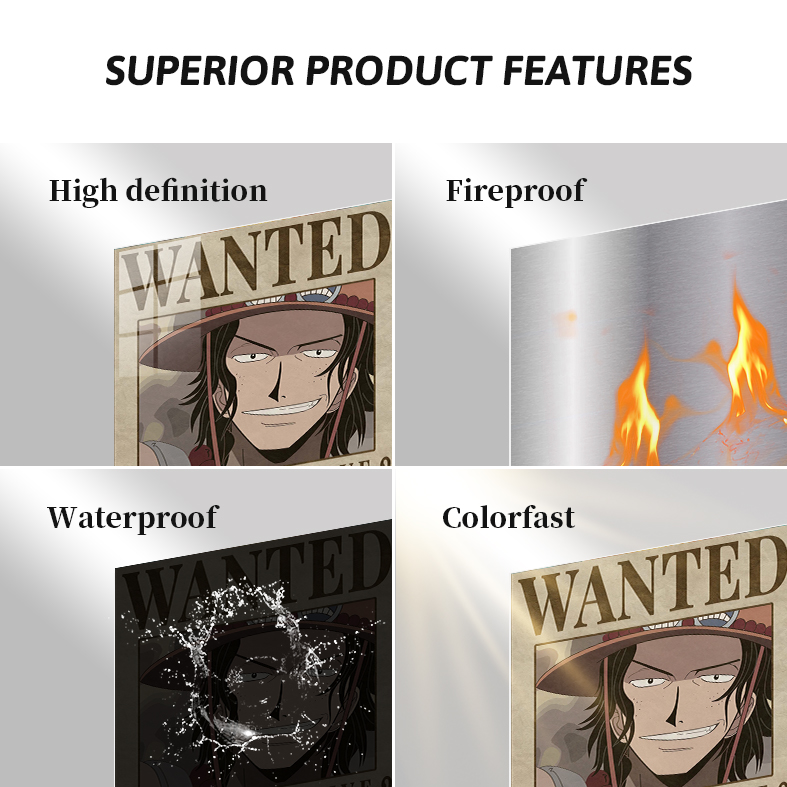 SUPERIOR PRODUCT FEATURES
High definition
Fireproof
WANTED
Waterproof
Colorfast
WANTED
WANTED